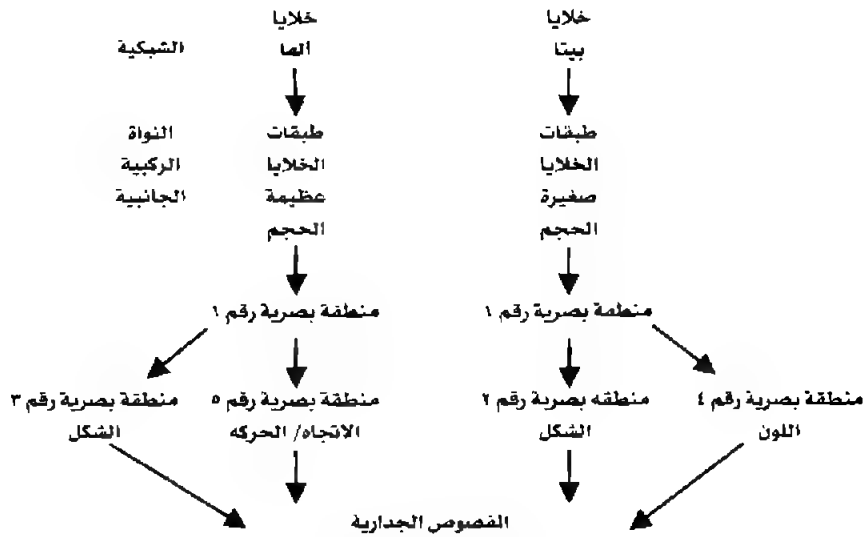 خلايا
بيتا
خلايا
ألفا
الشبكية
طبقات
الخلايا
صغيرة
الحجم
طبقات
الخلايا
عظيمة
الحجم
النواة
الركبية
الجانبية
منطقة بصرية رقم ١
منطقة بصرية رقم ١
منطقة بصرية رقم ٤
اللون
منطقه بصرية رقم ٢
الشكل
منطقة بصرية رقم ٥
الاتجاه/ الحركه
منطقة بصرية رقم ٣
الشكل
الفصوص الجدارية